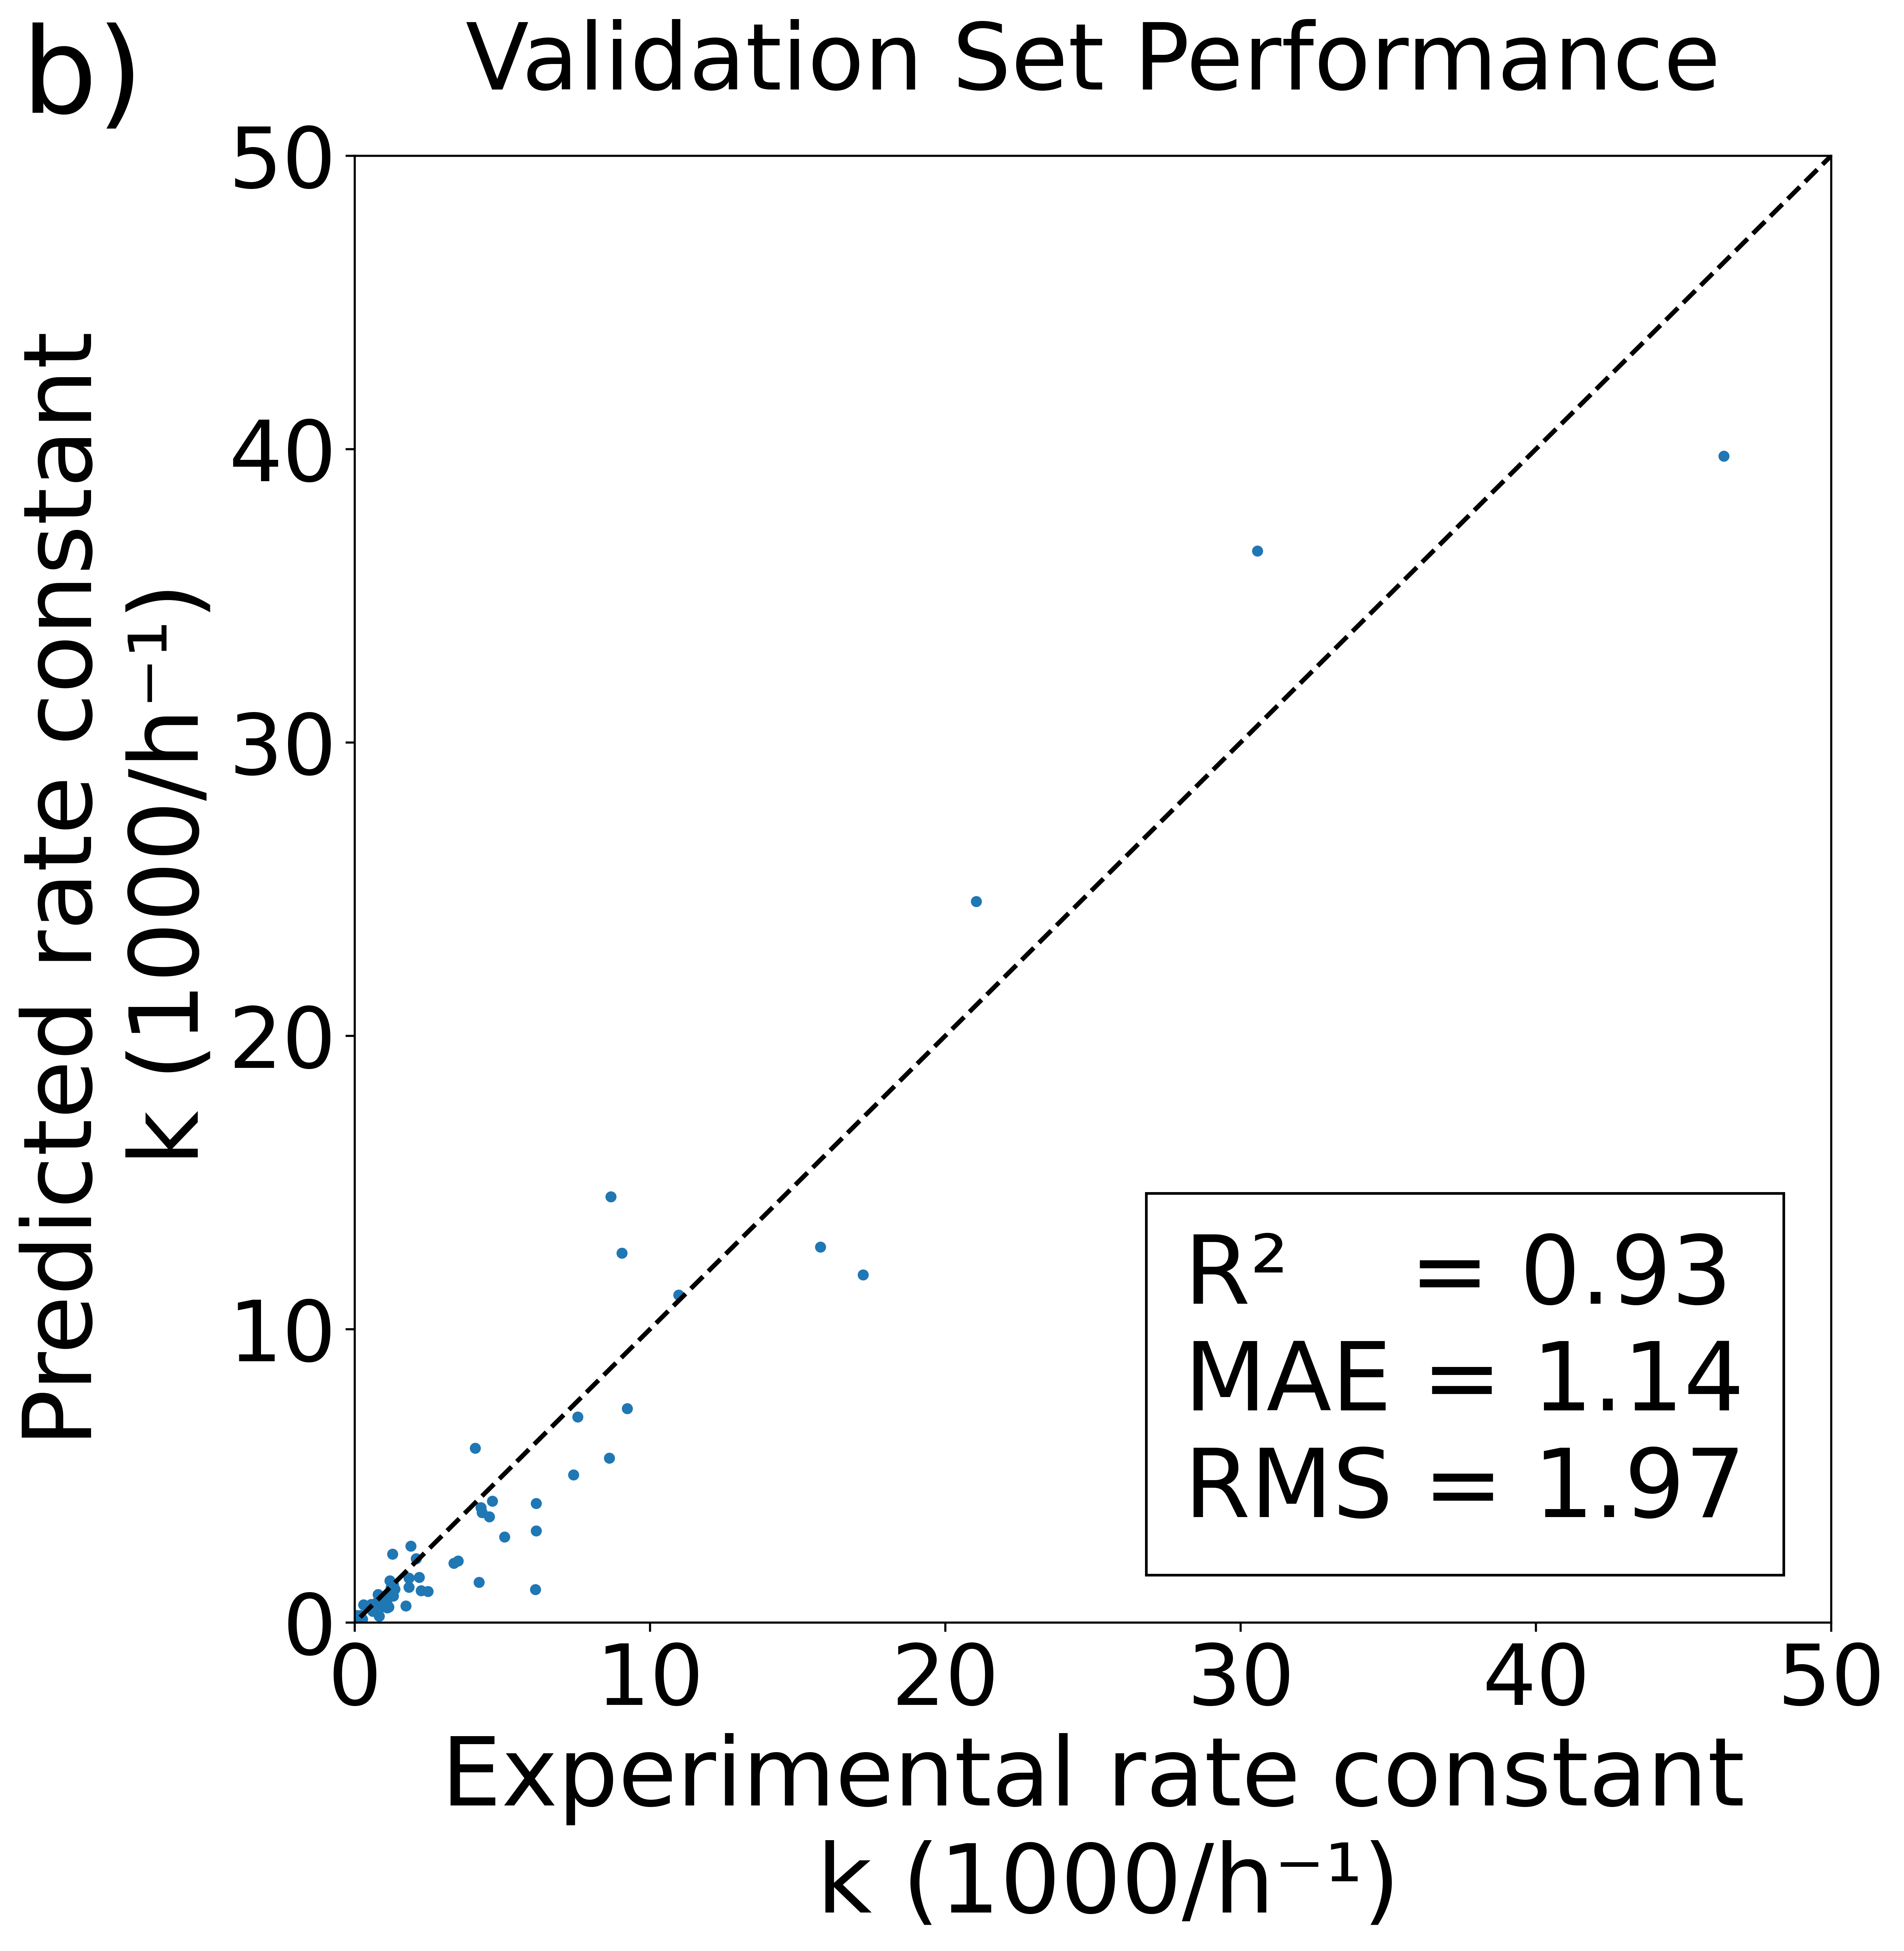 b)
Validation Set Performance
Predicted rate constant
k (1000/h⁻¹)
50
40
30
20
10
0
R² = 0.93
MAE = 1.14
RMS = 1.97
0 10 20 30 40 50
Experimental rate constant
k (1000/h⁻¹)